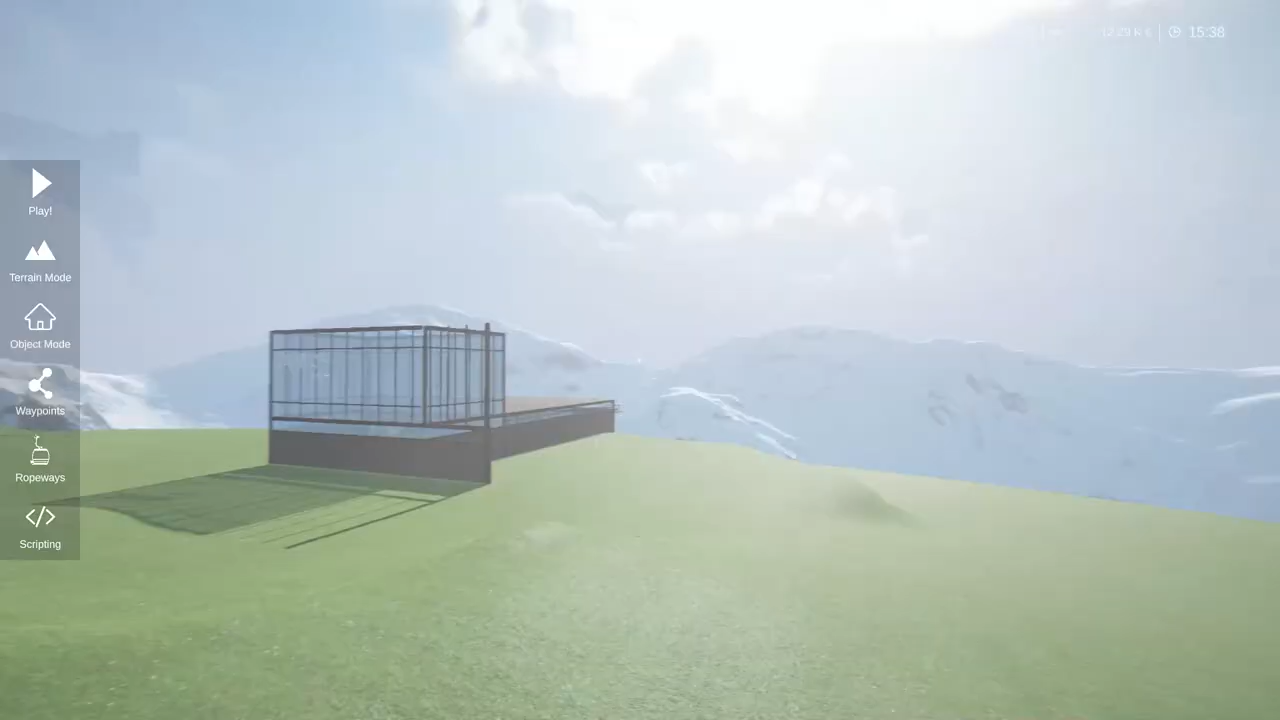 15:38
Play!
Terrain Mode
Object Mode
Waypoints
Ropeways
Scripting